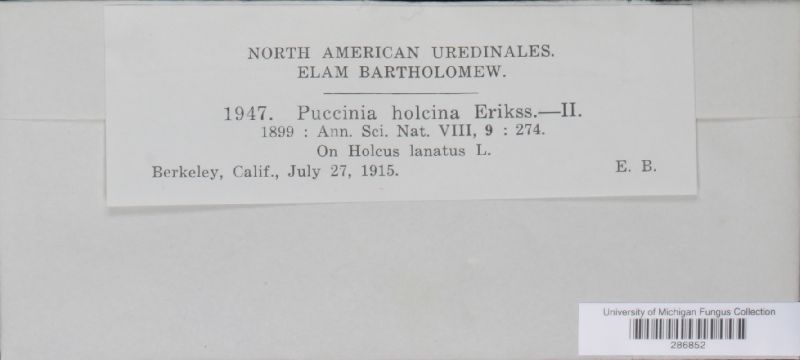 NORTH AMERICAN UREDINALES.
ELAM BARTHOLOMEW.
1947. Puccinia holcina Erikss.—II.
1899 : Ann. Sci. Nat. VIII, 9 : 274.
On Holcus lanatus L.
Berkeley, Calif., July 27, 1915. E. B.
University of Michigan Fungus Collection
286852